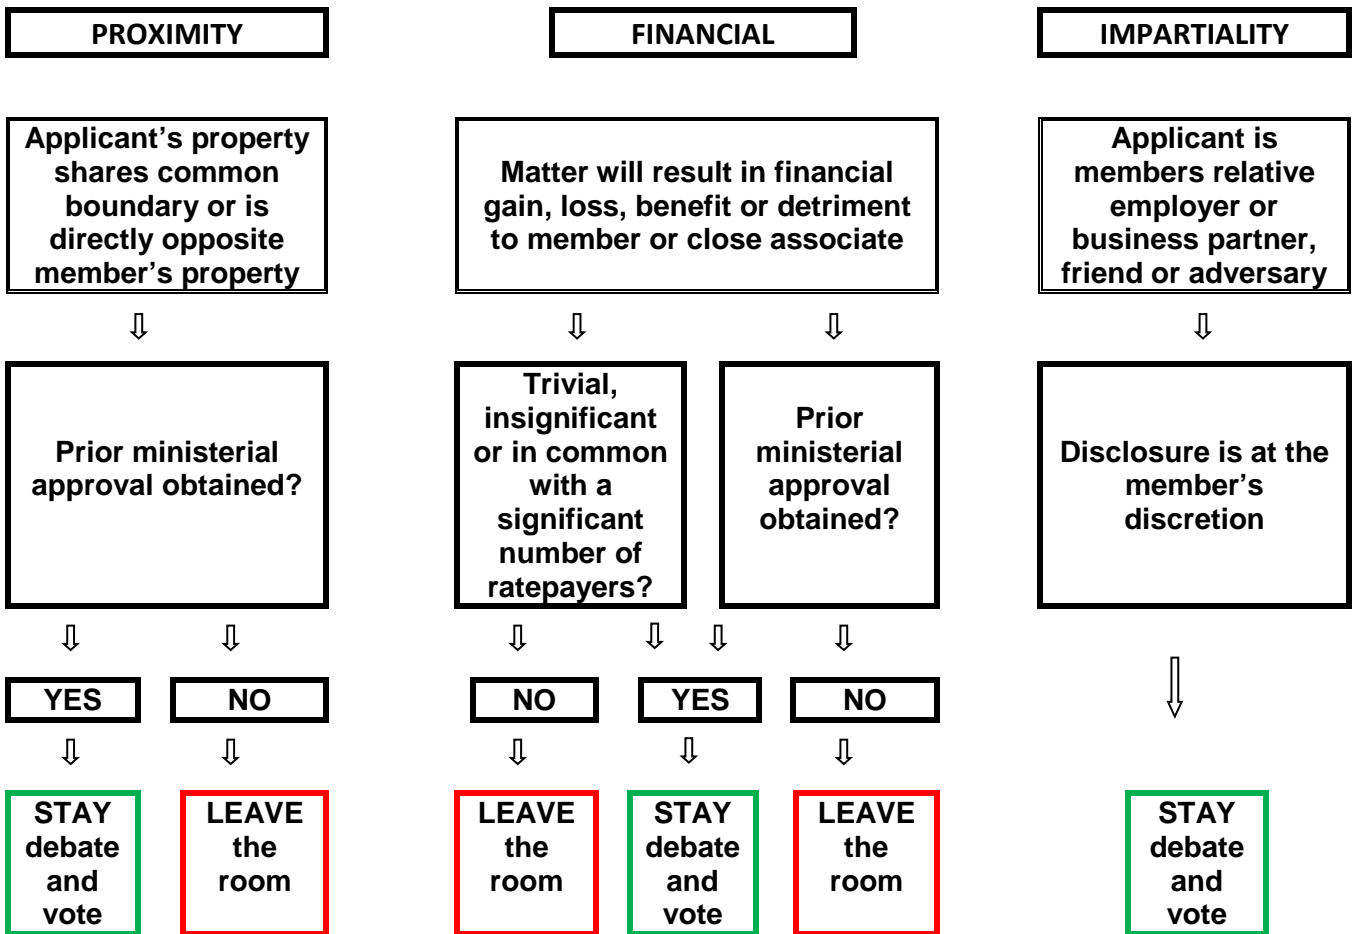 PROXIMITY
FINANCIAL
IMPARTIALITY
Applicant’s property
shares common
boundary or is
directly opposite
member’s property
Matter will result in financial
gain, loss, benefit or detriment
to member or close associate
Applicant is
members relative
employer or
business partner,
friend or adversary
Prior ministerial
approval obtained?
Trivial,
insignificant
or in common
with a
significant
number of
ratepayers?
Prior
ministerial
approval
obtained?
Disclosure is at the
member’s
discretion
YES
NO
NO
YES
NO
STAY
debate
and
vote
LEAVE
the
room
LEAVE
the
room
STAY
debate
and
vote
LEAVE
the
room
STAY
debate
and
vote